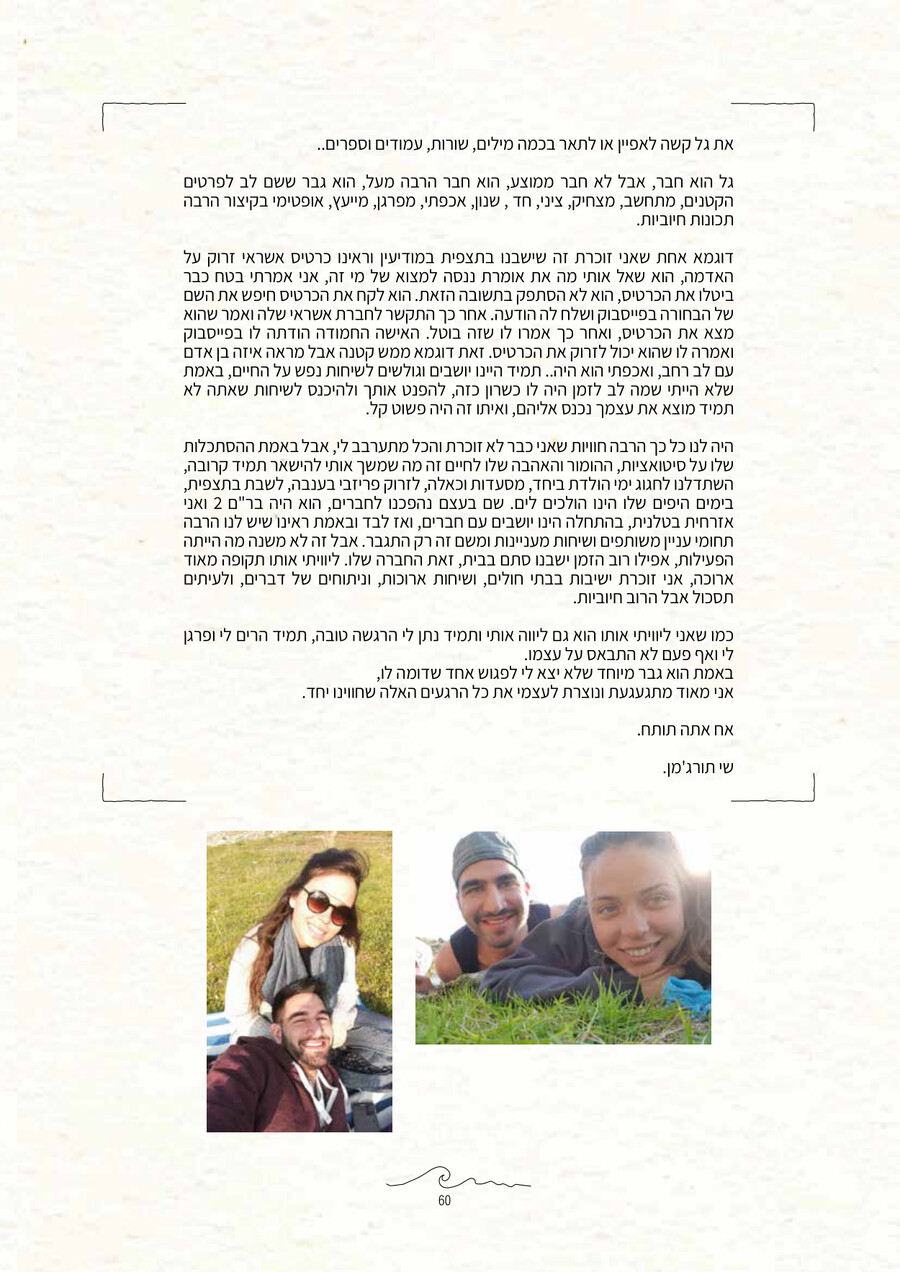 את גל קשה לאפיין או לתאר בכמה מילים, שורות, עמודים וספרים..
גל הוא חבר, אבל לא חבר ממוצע, הוא חבר הרבה מעל, הוא גבר ששם לב לפרטים
הקטנים, מתחשב, מצחיק, ציני, חד , שנון, אכפתי, מפרגן, מייעץ, אופטימי בקיצור הרבה
תכונות חיוביות.
דוגמא אחת שאני זוכרת זה שישבנו בתצפית במודיעין וראינו כרטיס אשראי זרוק על
האדמה, הוא שאל אותי מה את אומרת ננסה למצוא של מי זה, אני אמרתי בטח כבר
ביטלו את הכרטיס, הוא לא הסתפק בתשובה הזאת. הוא לקח את הכרטיס חיפש את השם
של הבחורה בפייסבוק ושלח לה הודעה. אחר כך התקשר לחברת אשראי שלה ואמר שהוא
מצא את הכרטיס, ואחר כך אמרו לו שזה בוטל. האישה החמודה הודתה לו בפייסבוק
ואמרה לו שהוא יכול לזרוק את הכרטיס. זאת דוגמא ממש קטנה אבל מראה איזה בן אדם
עם לב רחב, ואכפתי הוא היה.. תמיד היינו יושבים וגולשים לשיחות נפש על החיים, באמת
שלא הייתי שמה לב לזמן היה לו כשרון כזה, להפנט אותך ולהיכנס לשיחות שאתה לא
תמיד מוצא את עצמך נכנס אליהם, ואיתו זה היה פשוט קל.
היה לנו כל כך הרבה חוויות שאני כבר לא זוכרת והכל מתערבב לי, אבל באמת ההסתכלות
שלו על סיטואציות, ההומור והאהבה שלו לחיים זה מה שמשך אותי להישאר תמיד קרובה,
השתדלנו לחגוג ימי הולדת ביחד, מסעדות וכאלה, לזרוק פריזבי בענבה, לשבת בתצפית,
בימים היפים שלו הינו הולכים לים. שם בעצם נהפכנו לחברים, הוא היה בר"ם 2 ואני
אזרחית בטלנית, בהתחלה הינו יושבים עם חברים, ואז לבד ובאמת ראינו שיש לנו הרבה
תחומי עניין משותפים ושיחות מעניינות ומשם זה רק התגבר. אבל זה לא משנה מה הייתה
הפעילות, אפילו רוב הזמן ישבנו סתם בבית, זאת החברה שלו. ליוויתי אותו תקופה מאוד
ארוכה, אני זוכרת ישיבות בבתי חולים, ושיחות ארוכות, וניתוחים של דברים, ולעיתים
תסכול אבל הרוב חיוביות.
כמו שאני ליוויתי אותו הוא גם ליווה אותי ותמיד נתן לי הרגשה טובה, תמיד הרים לי ופרגן
לי ואף פעם לא התבאס על עצמו.
באמת הוא גבר מיוחד שלא יצא לי לפגוש אחד שדומה לו,
אני מאוד מתגעגעת ונוצרת לעצמי את כל הרגעים האלה שחווינו יחד.
אח אתה תותח.
שי תורג'מן.
60